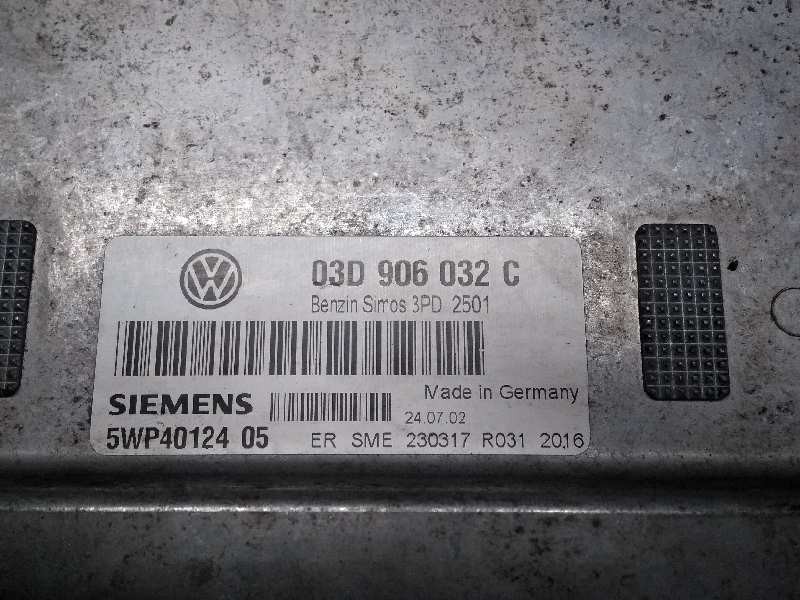 03D 906 032 C
Benzin Simos 3PD 2501
Made in Germany
SIEMENS
24.07.02
5WP40124 05 ER SME 230317 R031 2016